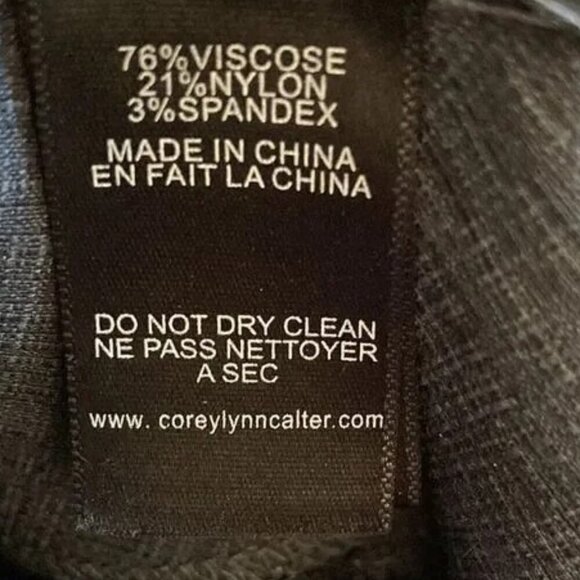 76%VISCOSE
21%NYLON
3%SPANDEX
MADE IN CHINA
EN FAIT LA CHINA
DO NOT DRY CLEAN
NE PASS NETTOYER
A SEC
www. coreylynncalter.com